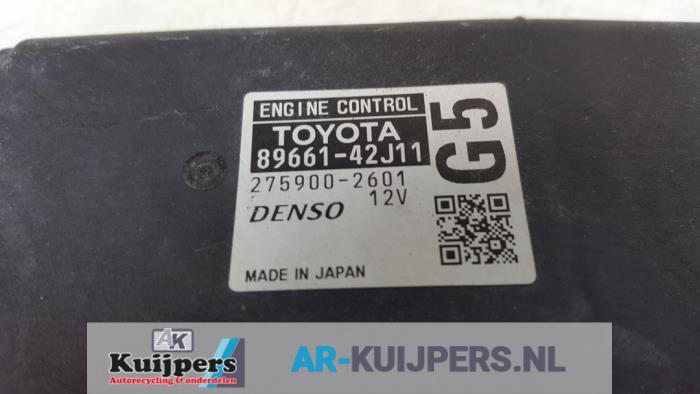 ENGINE CONTROL
TOYOTA
89661-42J11
275900-2601
DENSO 12V
MADE IN JAPAN
G5
AK
Kuijpers
Autorecycling & onderdelen
AR-KUIJPERS.NL